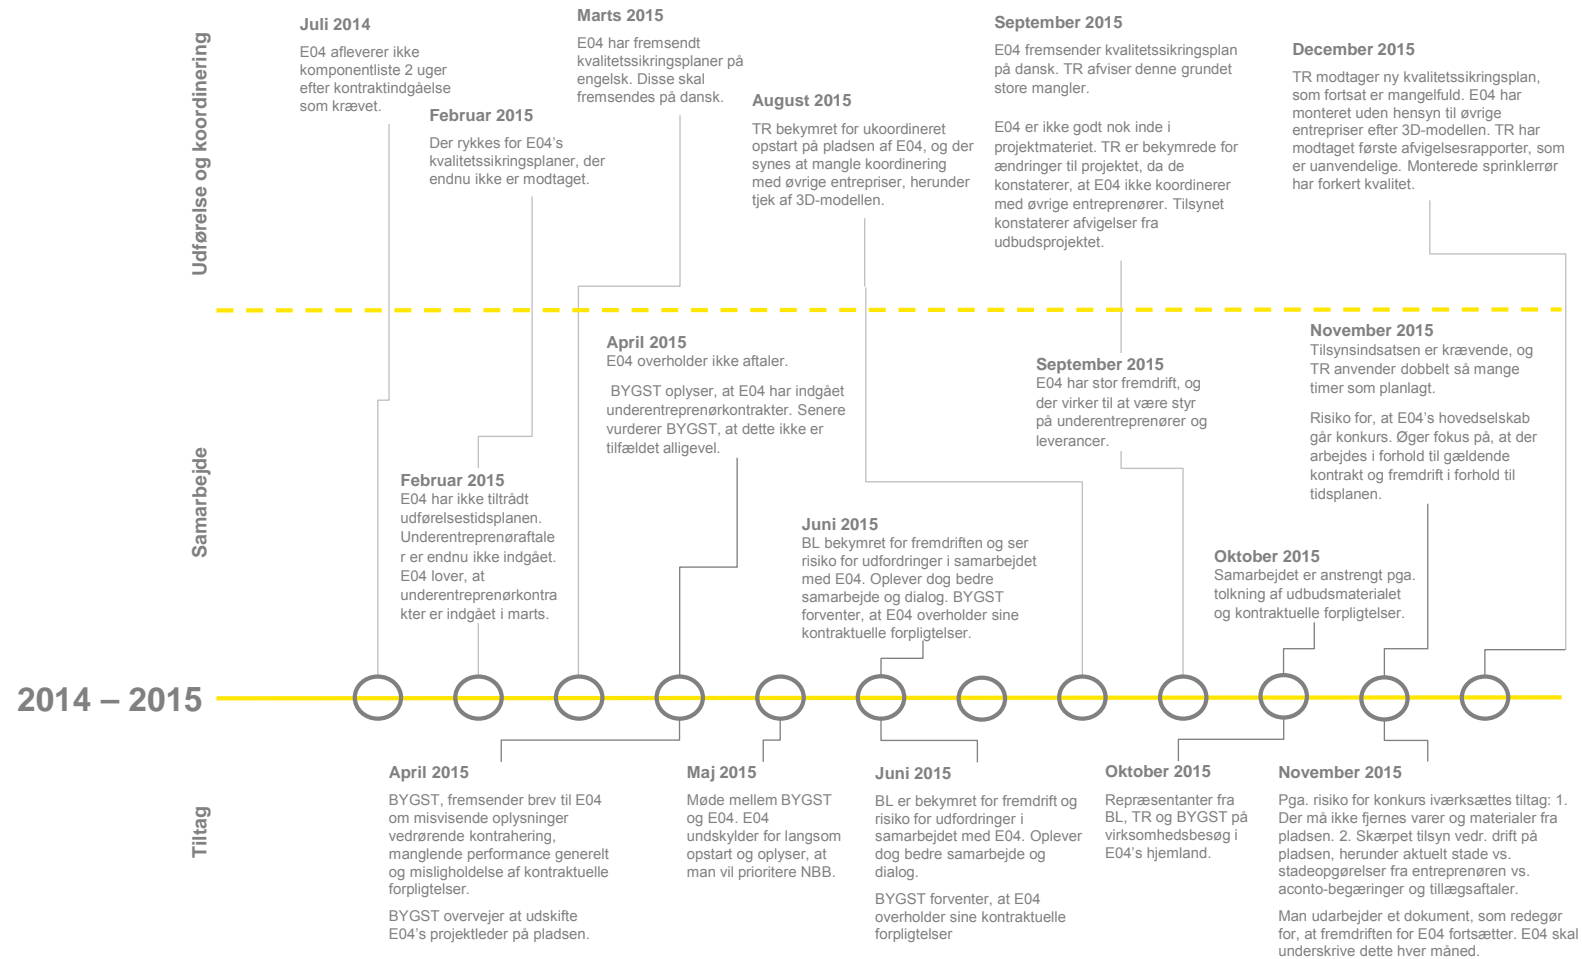 Udførelse og koordinering
Juli 2014
E04 afleverer ikke
komponentliste 2 uger
efter kontraktindgåelse
som krævet.
Februar 2015
Der rykkes for E04’s
kvalitetssikringsplaner, der
endnu ikke er modtaget.
Marts 2015
E04 har fremsendt
kvalitetssikringsplaner på
engelsk. Disse skal
fremsendes på dansk.
August 2015
TR bekymret for ukoordineret
opstart på pladsen af E04, og der
synes at mangle koordinering
med øvrige entrepriser, herunder
tjek af 3D-modellen.
September 2015
E04 fremsender kvalitetssikringsplan
på dansk. TR afviser denne grundet
store mangler.
E04 er ikke godt nok inde i
projektmateriet. TR er bekymrede for
ændringer til projektet, da de
konstaterer, at E04 ikke koordinerer
med øvrige entreprenører. Tilsynet
konstaterer afvigelser fra
udbudsprojektet.
December 2015
TR modtager ny kvalitetssikringsplan,
som fortsat er mangelfuld. E04 har
monteret uden hensyn til øvrige
entrepriser efter 3D-modellen. TR har
modtaget første afvigelsesrapporter, som
er uanvendelige. Monterede sprinklerrør
har forkert kvalitet.
Samarbejde
Februar 2015
E04 har ikke tiltrådt
udførelsestidsplanen.
Underentreprenøraftale
r er endnu ikke indgået.
E04 lover, at
underentreprenørkontra
kter er indgået i marts.
April 2015
E04 overholder ikke aftaler.
BYGST oplyser, at E04 har indgået
underentreprenørkontrakter. Senere
vurderer BYGST, at dette ikke er
tilfældet alligevel.
Juni 2015
BL bekymret for fremdriften og ser
risiko for udfordringer i samarbejdet
med E04. Oplever dog bedre
samarbejde og dialog. BYGST
forventer, at E04 overholder sine
kontraktuelle forpligtelser.
September 2015
E04 har stor fremdrift, og
der virker til at være styr
på underentreprenører og
leverancer.
Oktober 2015
Samarbejdet er anstrengt pga.
tolkning af udbudsmaterialet
og kontraktuelle forpligtelser.
November 2015
Tilsynsindsatsen er krævende, og
TR anvender dobbelt så mange
timer som planlagt.
Risiko for, at E04’s hovedselskab
går konkurs. Øger fokus på, at der
arbejdes i forhold til gældende
kontrakt og fremdrift i forhold til
tidsplanen.
2014 – 2015
Tiltag
April 2015
BYGST, fremsender brev til E04
om misvisende oplysninger
vedrørende kontrahering,
manglende performance generelt
og misligholdelse af kontraktuelle
forpligtelser.
BYGST overvejer at udskifte
E04’s projektleder på pladsen.
Maj 2015
Møde mellem BYGST
og E04. E04
undskylder for langsom
opstart og oplyser, at
man vil prioritere NBB.
Juni 2015
BL er bekymret for fremdrift og
risiko for udfordringer i
samarbejdet med E04. Oplever
dog bedre samarbejde og
dialog.
BYGST forventer, at E04
overholder sine kontraktuelle
forpligtelser
Oktober 2015
Repræsentanter fra
BL, TR og BYGST på
virksomhedsbesøg i
E04’s hjemland.
November 2015
Pga. risiko for konkurs iværksættes tiltag: 1.
Der må ikke fjernes varer og materialer fra
pladsen. 2. Skærpet tilsyn vedr. drift på
pladsen, herunder aktuelt stade vs.
stadeopgørelser fra entreprenøren vs.
aconto-begæringer og tillægsaftaler.
Man udarbejder et dokument, som redegør
for, at fremdriften for E04 fortsætter. E04 skal
underskrive dette hver måned.